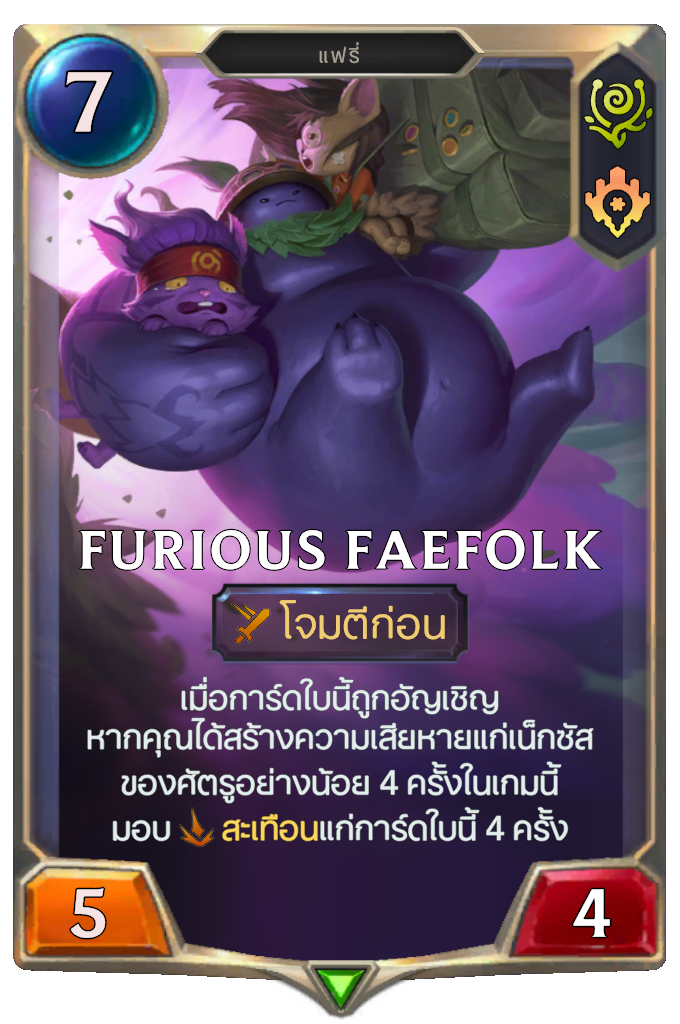 แฟรี่
7
FURIOUS FAEFOLK
โจมตีก่อน
เมื่อการ์ดใบนี้ถูกอัญเชิญ
หากคุณได้สร้างความเสียหายแก่เน็กซัส
ของศัตรูอย่างน้อย 4 ครั้งในเกมนี้
มอบ สะเทือนแก่การ์ดใบนี้ 4 ครั้ง
5
4